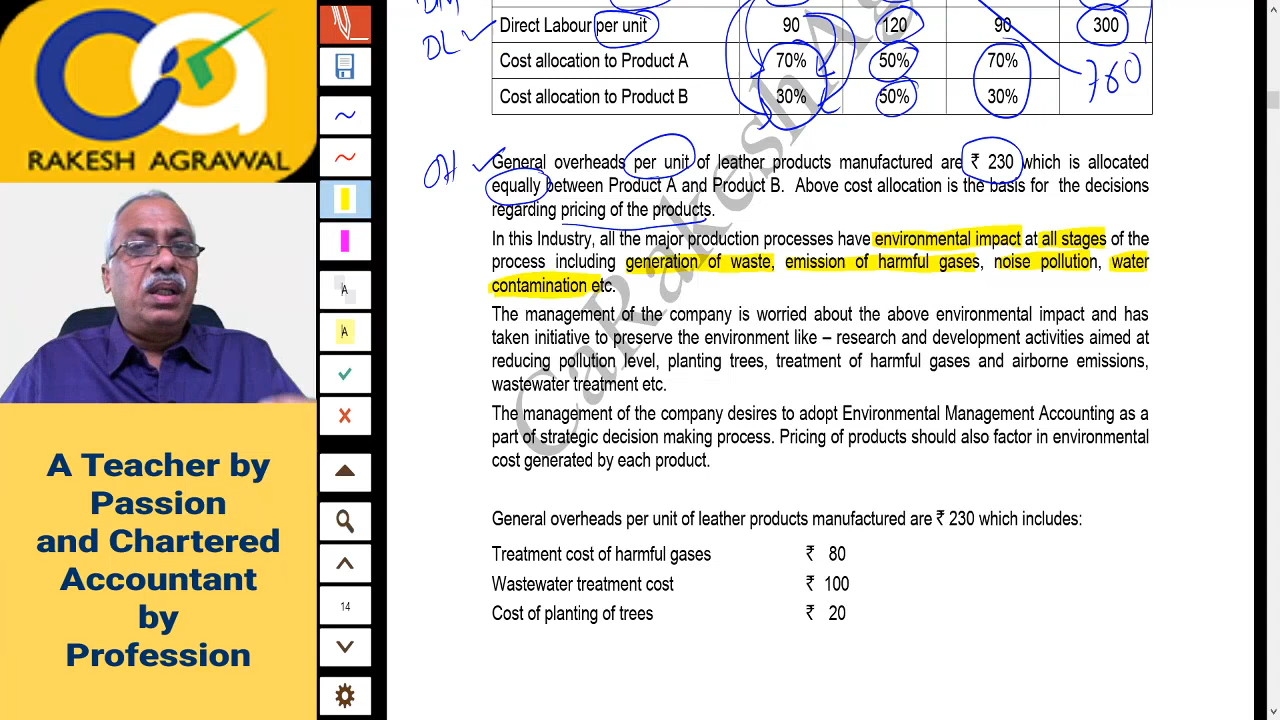 DL
Direct Labour per unit 90 120 90 300
Cost allocation to Product A 70% 50% 70%
760
Cost allocation to Product B 30% 50% 30%
OH
General overheads per unit of leather products manufactured are ₹ 230 which is allocated
equally between Product A and Product B. Above cost allocation is the basis for the decisions
regarding pricing of the products.
In this Industry, all the major production processes have environmental impact at all stages of the
process including generation of waste, emission of harmful gases, noise pollution, water
contamination etc.
The management of the company is worried about the above environmental impact and has
taken initiative to preserve the environment like – research and development activities aimed at
reducing pollution level, planting trees, treatment of harmful gases and airborne emissions,
wastewater treatment etc.
The management of the company desires to adopt Environmental Management Accounting as a
part of strategic decision making process. Pricing of products should also factor in environmental
cost generated by each product.
General overheads per unit of leather products manufactured are ₹ 230 which includes:
Treatment cost of harmful gases ₹ 80
Wastewater treatment cost ₹ 100
Cost of planting of trees ₹ 20
ca
RAKESH AGRAWAL
A Teacher by
Passion
and Chartered
Accountant
by
Profession
A
A
14
CaRakeshAg